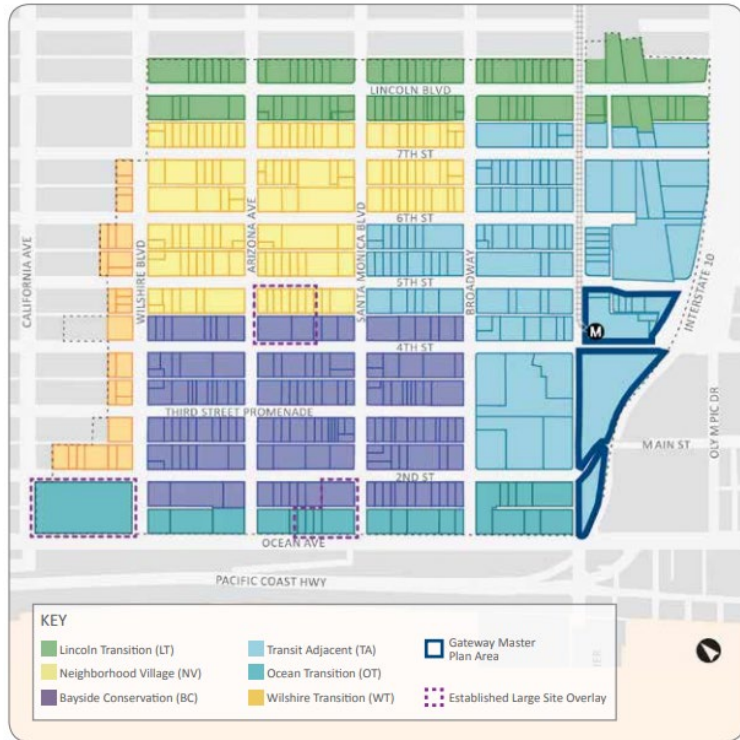 LINCOLN BLVD
7TH ST
6TH ST
5TH ST
4TH ST
THIRD STREET PROMENADE
2ND ST
OCEAN AVE
PACIFIC COAST HWY
CALIFORNIA AVE
WILSHIRE BLVD
ARIZONA AVE
SANTA MONICA BLVD
BROADWAY
INTERSTATE 10
OLYMPIC DR
MAIN ST
M
KEY
Lincoln Transition (LT)
Neighborhood Village (NV)
Bayside Conservation (BC)
Transit Adjacent (TA)
Ocean Transition (OT)
Wilshire Transition (WT)
Gateway Master
Plan Area
Established Large Site Overlay